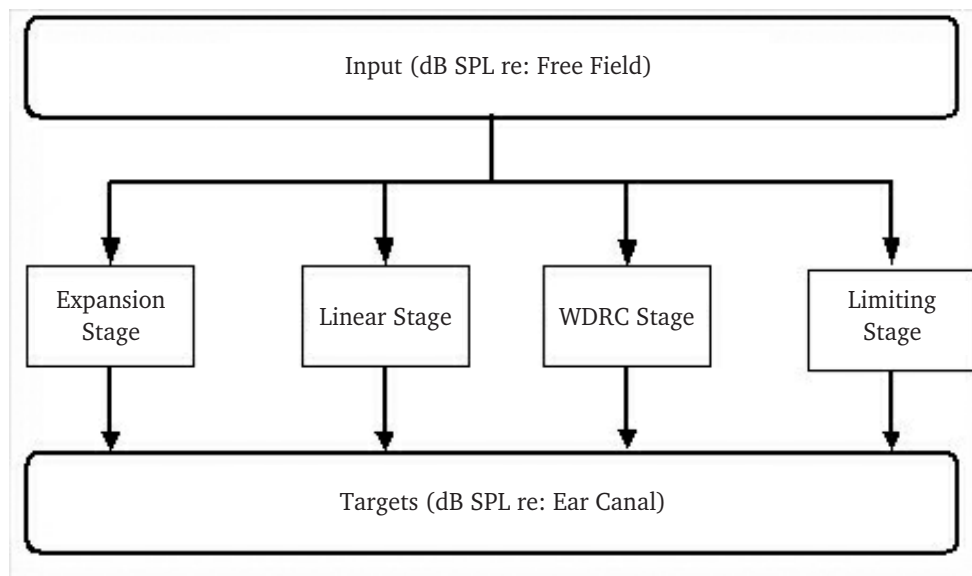 Input (dB SPL re: Free Field)
Expansion
Stage
Linear Stage
WDRC Stage
Limiting
Stage
Targets (dB SPL re: Ear Canal)